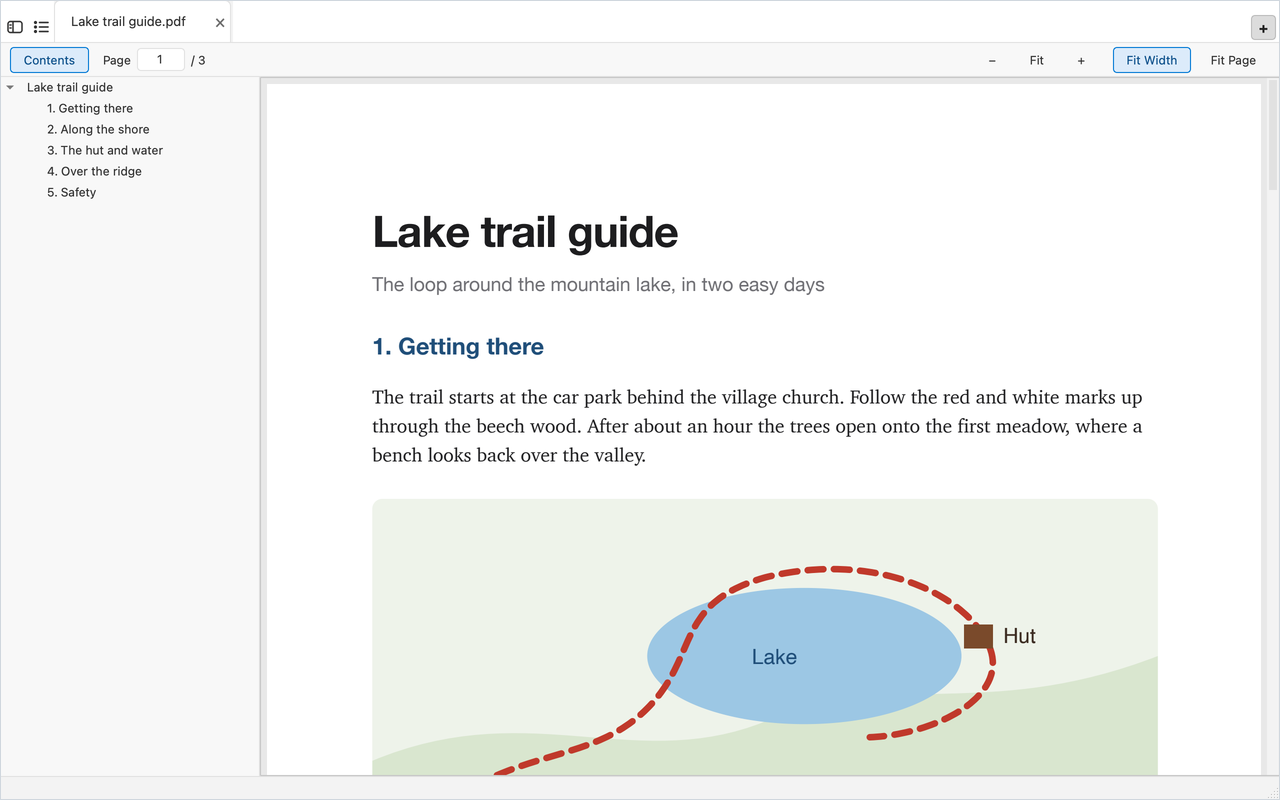 Lake trail guide.pdf
Contents
Page 1 / 3
− Fit + Fit Width Fit Page
Lake trail guide
1. Getting there
2. Along the shore
3. The hut and water
4. Over the ridge
5. Safety
Lake trail guide
The loop around the mountain lake, in two easy days
1. Getting there
The trail starts at the car park behind the village church. Follow the red and white marks up
through the beech wood. After about an hour the trees open onto the first meadow, where a
bench looks back over the valley.
Hut
Lake